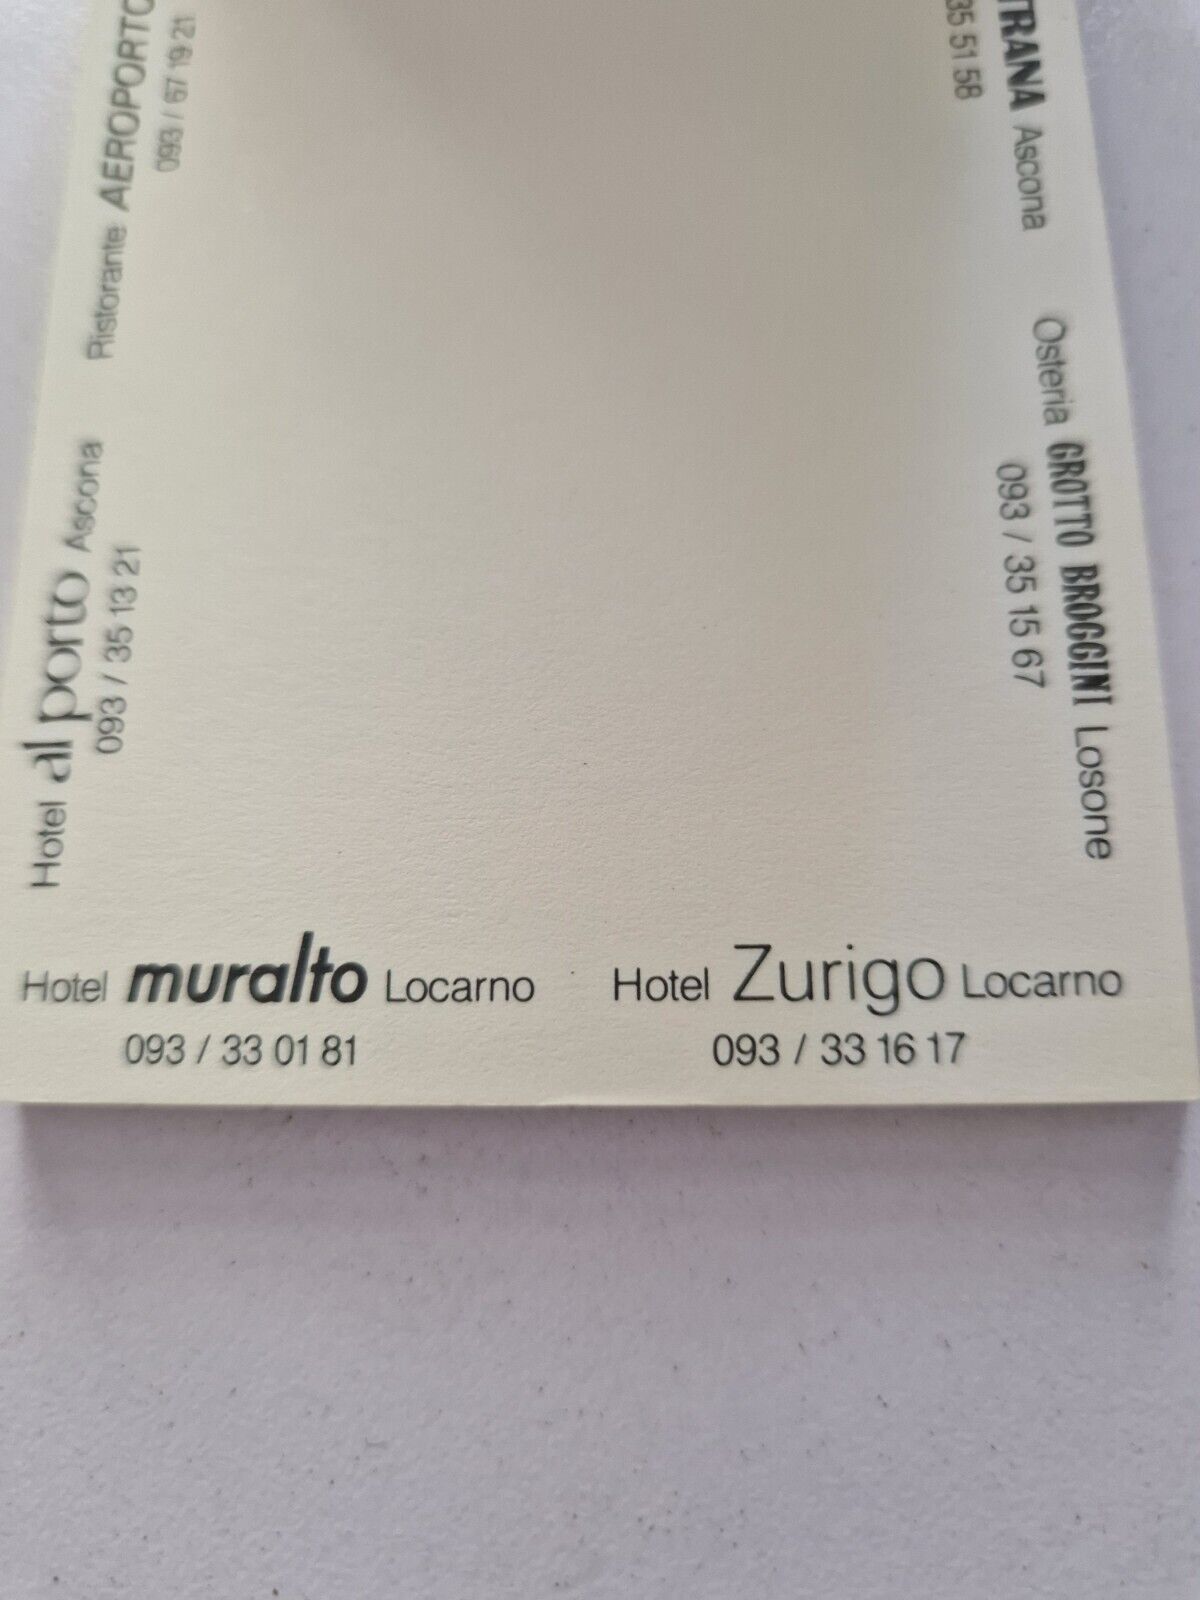 Ristorante AEROPORTO
093 / 67 19 21
Hotel al porto Ascona
093 / 35 13 21
Hotel muralto Locarno
093 / 33 01 81
Hotel Zurigo Locarno
093 / 33 16 17
Ascona
35 51 58
Osteria GROTTO BROGGINI Losone
093 / 35 15 67